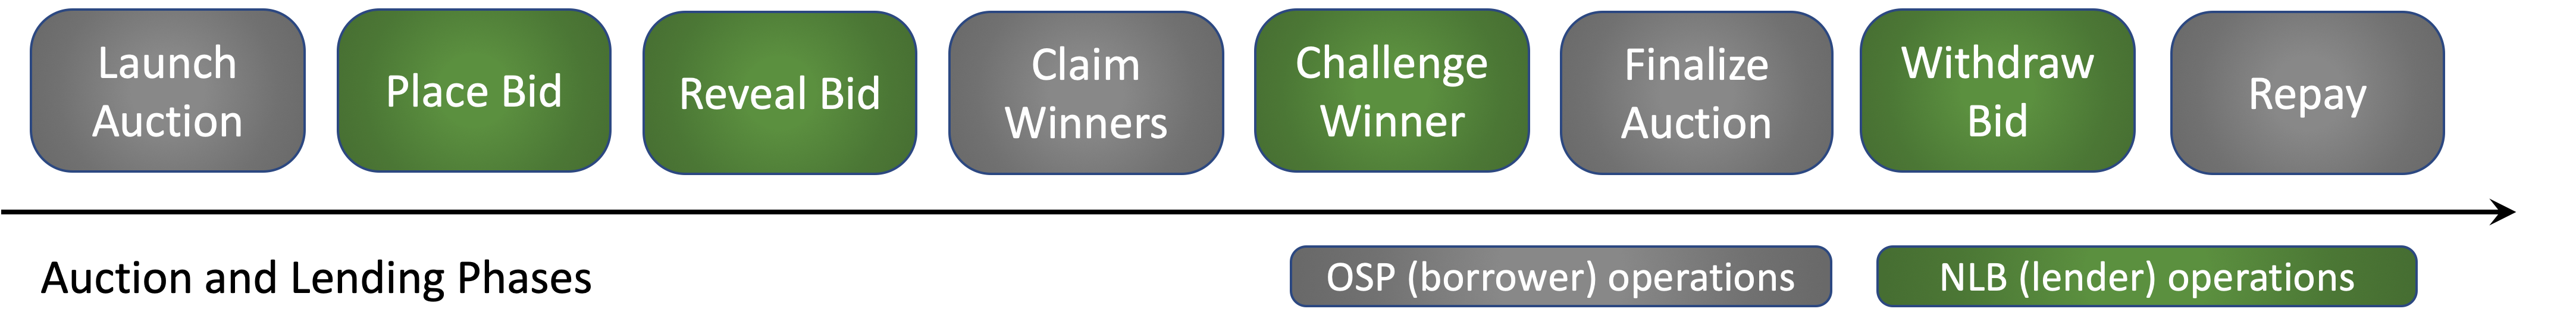 Launch
Auction
Place Bid
Reveal Bid
Claim
Winners
Challenge
Winner
Finalize
Auction
Withdraw
Bid
Repay
Auction and Lending Phases
OSP (borrower) operations
NLB (lender) operations